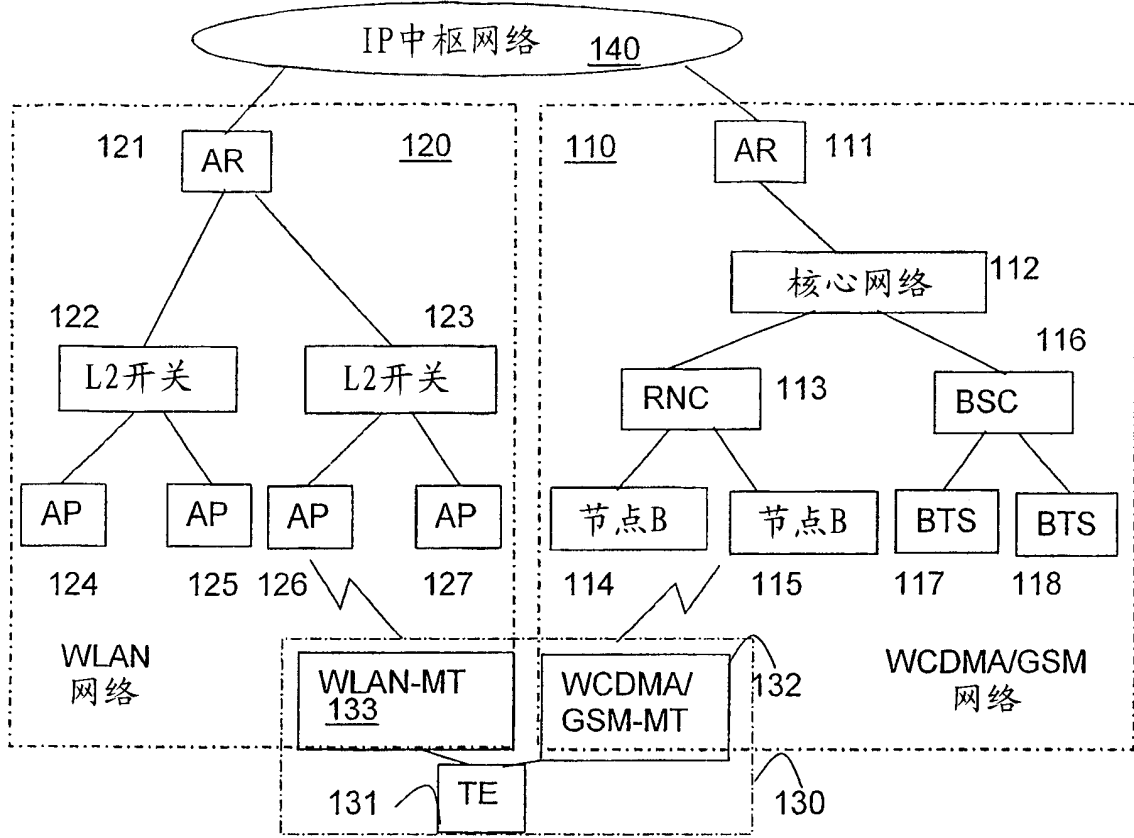 IP中枢网络 140
121 AR 120
110 AR 111
核心网络 112
122 123
L2开关 L2开关
116
RNC 113 BSC
AP AP AP AP
节点B 节点B BTS BTS
124 125 126 127
114 115 117 118
WLAN
网络
WCDMA/GSM
网络
WLAN-MT
133
WCDMA/
GSM-MT
132
131 TE 130